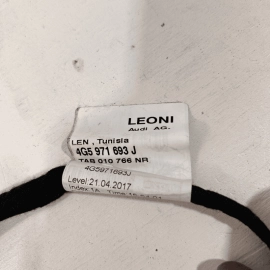 LEONI
Audi AG.
LEN , Tunisia
4G5 971 693 J
TAB 010 766 NR
4G5971693J
Level:21.04.2017